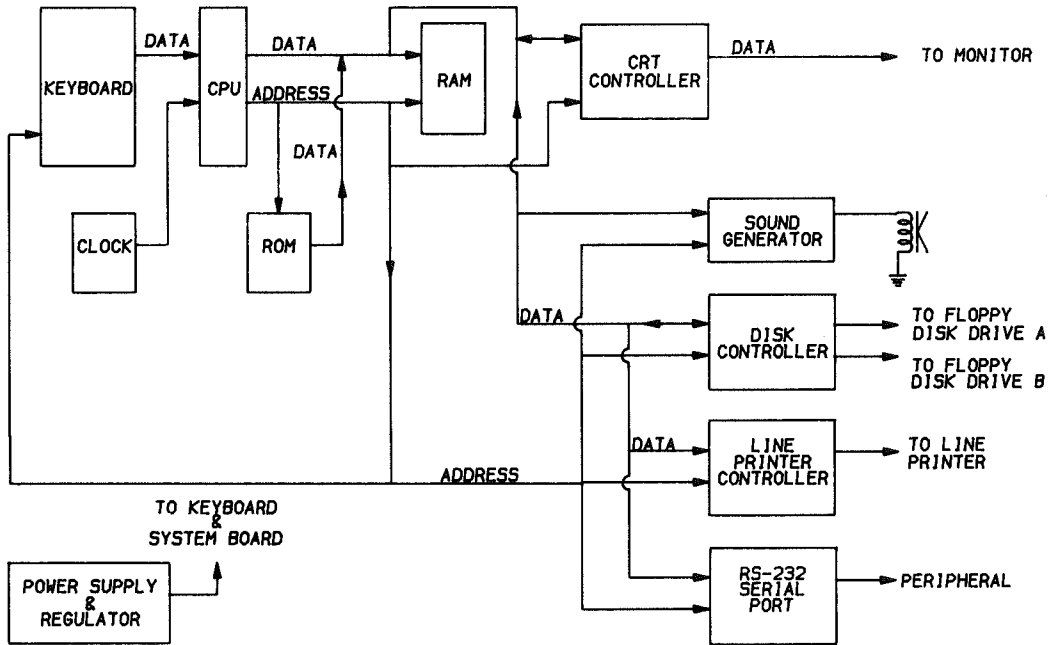 DATA
KEYBOARD
CPU
DATA
ADDRESS
DATA
RAM
CRT
CONTROLLER
DATA
TO MONITOR
CLOCK
ROM
SOUND
GENERATOR
DATA
DISK
CONTROLLER
TO FLOPPY
DISK DRIVE A
TO FLOPPY
DISK DRIVE B
DATA
LINE
PRINTER
CONTROLLER
TO LINE
PRINTER
ADDRESS
TO KEYBOARD
&
SYSTEM BOARD
POWER SUPPLY
&
REGULATOR
RS-232
SERIAL
PORT
PERIPHERAL